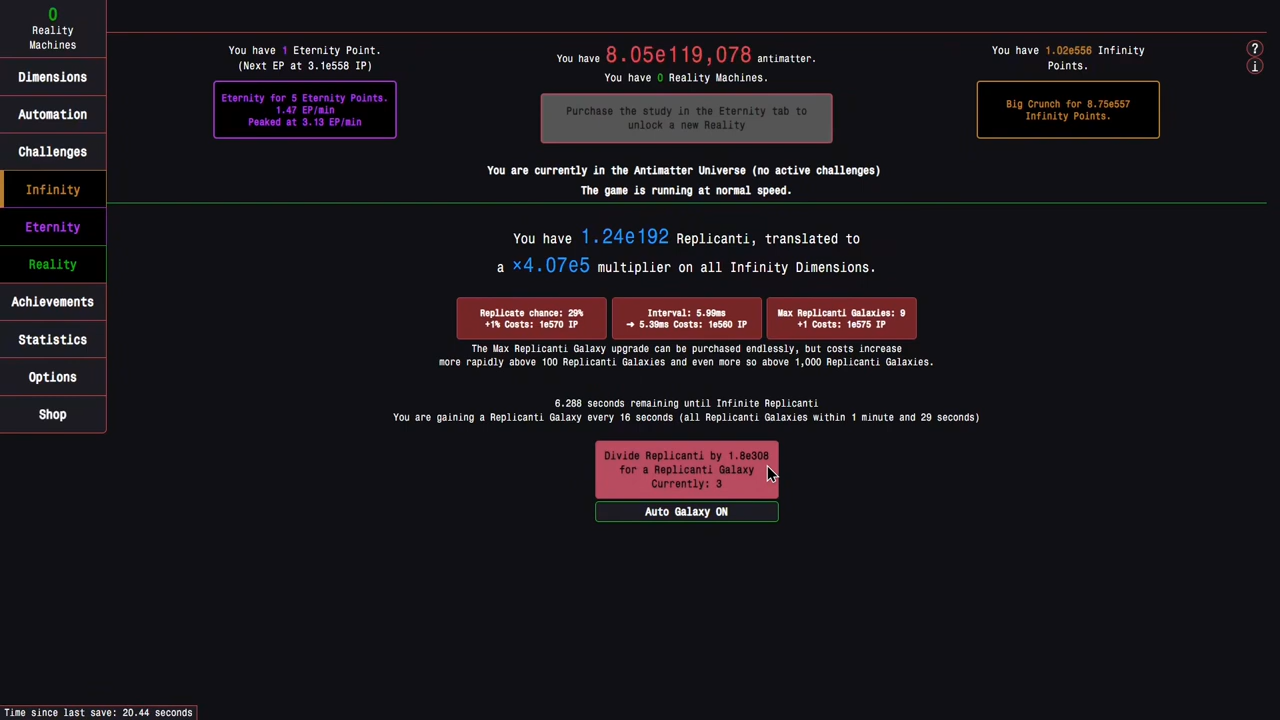 0
Reality
Machines
Dimensions
Automation
Challenges
Infinity
Eternity
Reality
Achievements
Statistics
Options
Shop
You have 1 Eternity Point.
(Next EP at 3.1e558 IP)
Eternity for 5 Eternity Points.
1.47 EP/min
Peaked at 3.13 EP/min
You have 8.05e119,078 antimatter.
You have 0 Reality Machines.
Purchase the study in the Eternity tab to
unlock a new Reality
You have 1.02e556 Infinity
Points.
Big Crunch for 8.75e557
Infinity Points.
?
i
You are currently in the Antimatter Universe (no active challenges)
The game is running at normal speed.
You have 1.24e192 Replicanti, translated to
a ×4.07e5 multiplier on all Infinity Dimensions.
Replicate chance: 29%
+1% Costs: 1e570 IP
Interval: 5.99ms
➞ 5.39ms Costs: 1e560 IP
Max Replicanti Galaxies: 9
+1 Costs: 1e575 IP
The Max Replicanti Galaxy upgrade can be purchased endlessly, but costs increase
more rapidly above 100 Replicanti Galaxies and even more so above 1,000 Replicanti Galaxies.
6.288 seconds remaining until Infinite Replicanti
You are gaining a Replicanti Galaxy every 16 seconds (all Replicanti Galaxies within 1 minute and 29 seconds)
Divide Replicanti by 1.8e308
for a Replicanti Galaxy
Currently: 3
Auto Galaxy ON
Time since last save: 20.44 seconds